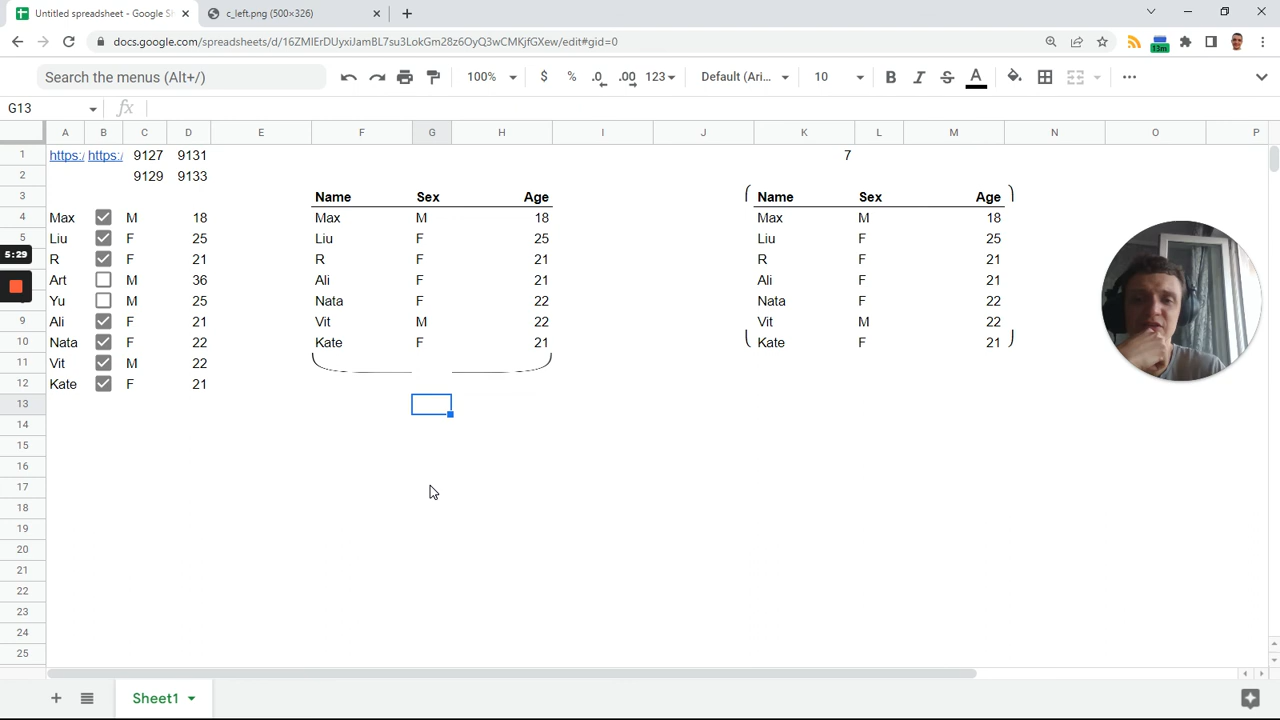 Untitled spreadsheet - Google Sh
c_left.png (500×326)
docs.google.com/spreadsheets/d/16ZMIErDUyxiJamBL7su3LokGm28z6OyQ3wCMKjfGXew/edit#gid=0
13m
Search the menus (Alt+/)
100%
$ % .0 .00 123
Default (Ari...
10
B I S A
G13
fx
A B C D E F G H I J K L M N O P
1 https:/ https:/ 9127 9131 7
2 9129 9133
3 Name Sex Age Name Sex Age
4 Max M 18 Max M 18 Max M 18
5 Liu F 25 Liu F 25 Liu F 25
5:29
R F 21 R F 21 R F 21
Art M 36 Ali F 21 Ali F 21
Yu M 25 Nata F 22 Nata F 22
9 Ali F 21 Vit M 22 Vit M 22
10 Nata F 22 Kate F 21 Kate F 21
11 Vit M 22
12 Kate F 21
13
14
15
16
17
18
19
20
21
22
23
24
25
Sheet1